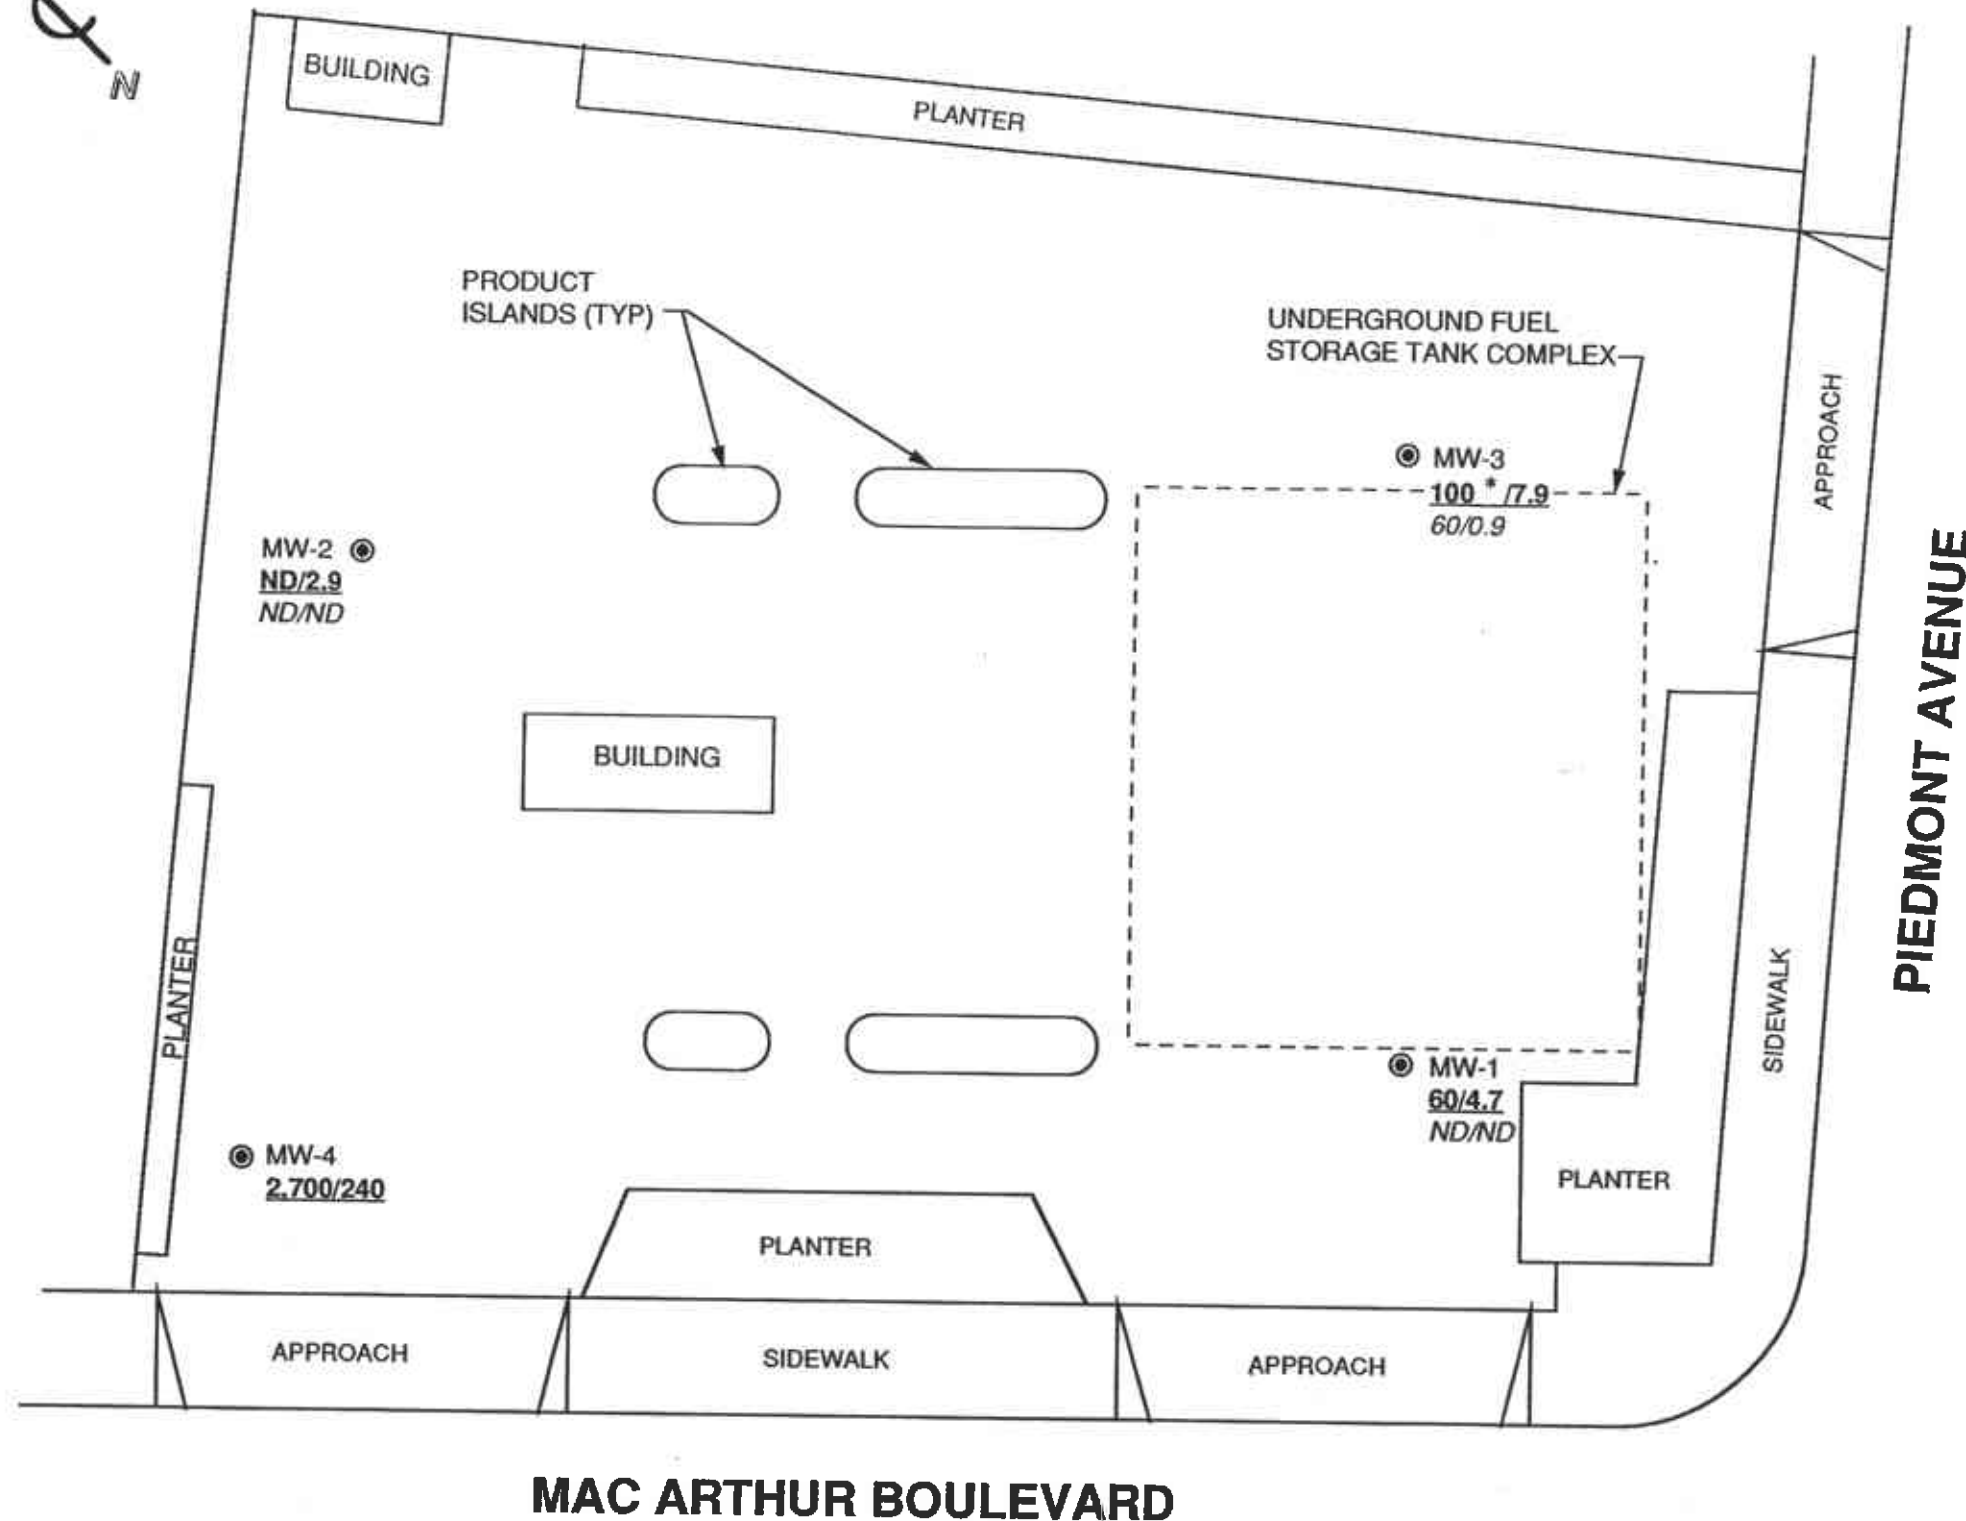 N
BUILDING
PLANTER
PRODUCT
ISLANDS (TYP)
UNDERGROUND FUEL
STORAGE TANK COMPLEX
APPROACH
MW-3
100 * /7.9
60/0.9
MW-2
ND/2.9
ND/ND
PIEDMONT AVENUE
BUILDING
PLANTER
SIDEWALK
MW-1
60/4.7
ND/ND
MW-4
2,700/240
PLANTER
PLANTER
APPROACH
SIDEWALK
APPROACH
MAC ARTHUR BOULEVARD